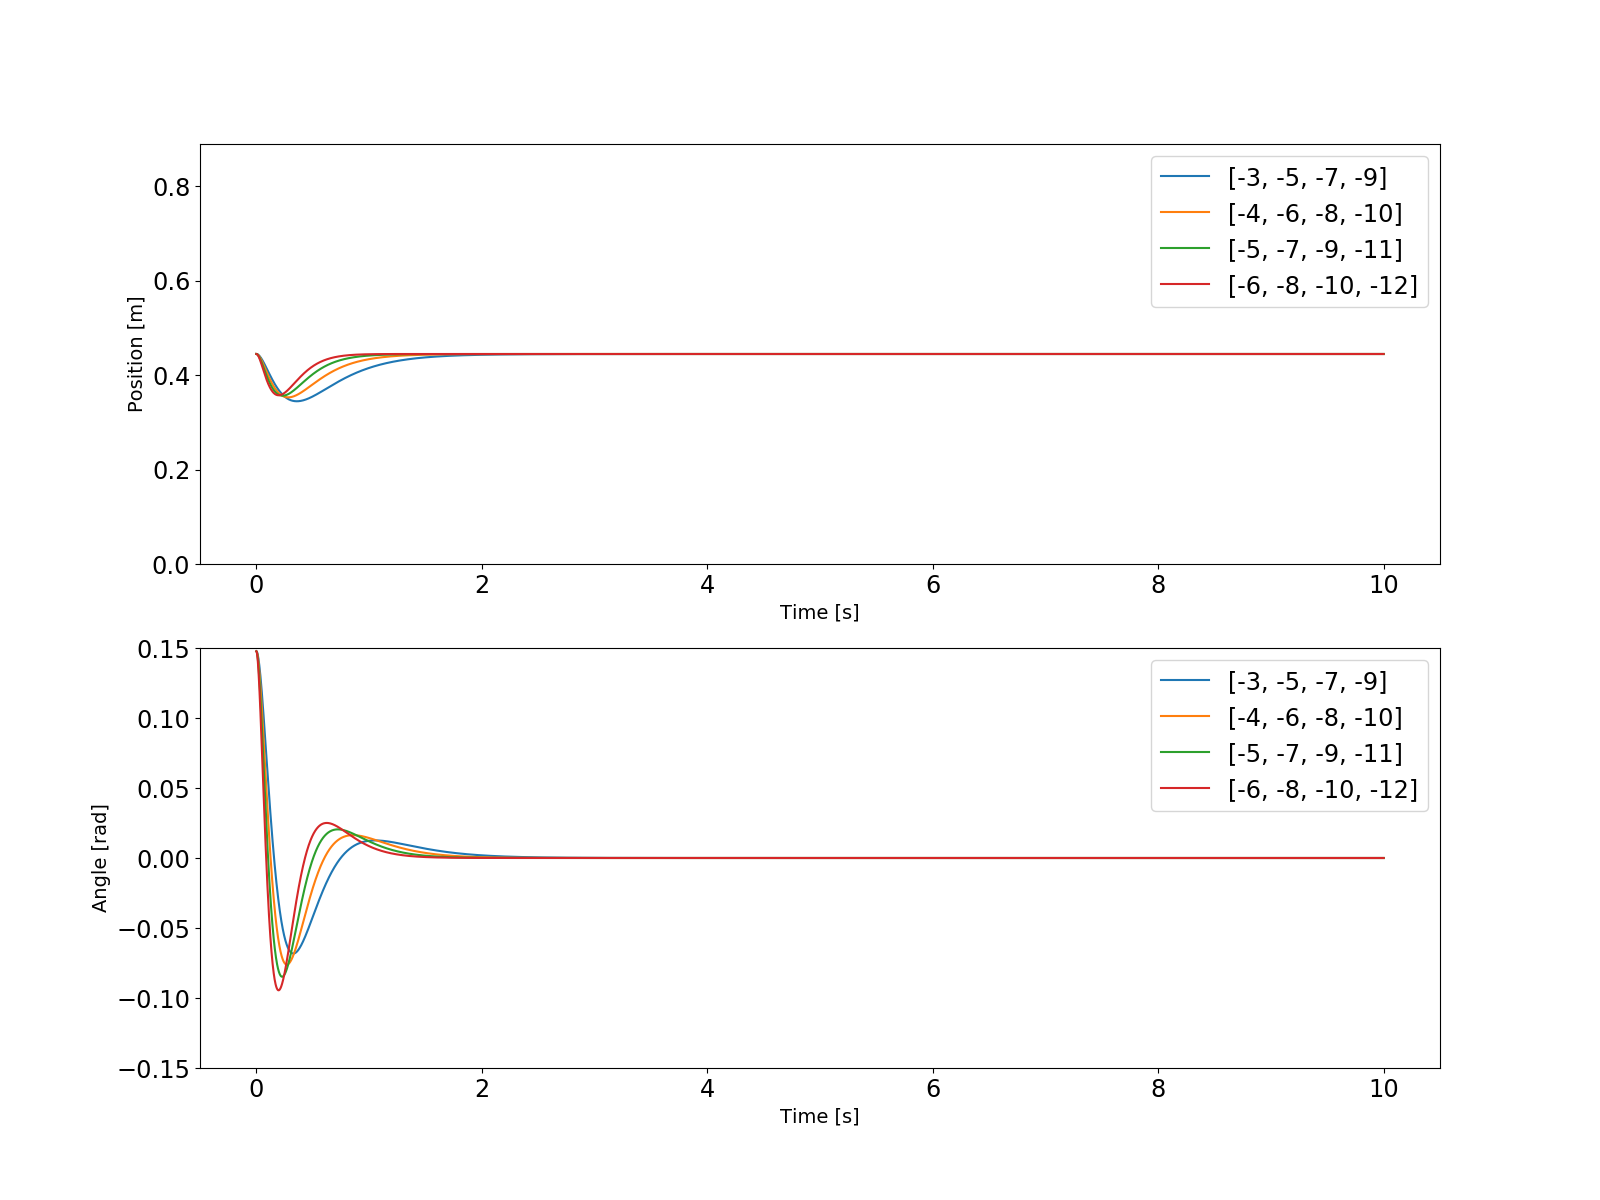 0.8
0.6
0.4
0.2
0.0
Position [m]
[-3, -5, -7, -9]
[-4, -6, -8, -10]
[-5, -7, -9, -11]
[-6, -8, -10, -12]
0 2 4 6 8 10
Time [s]
0.15
0.10
0.05
0.00
−0.05
−0.10
−0.15
Angle [rad]
[-3, -5, -7, -9]
[-4, -6, -8, -10]
[-5, -7, -9, -11]
[-6, -8, -10, -12]
0 2 4 6 8 10
Time [s]